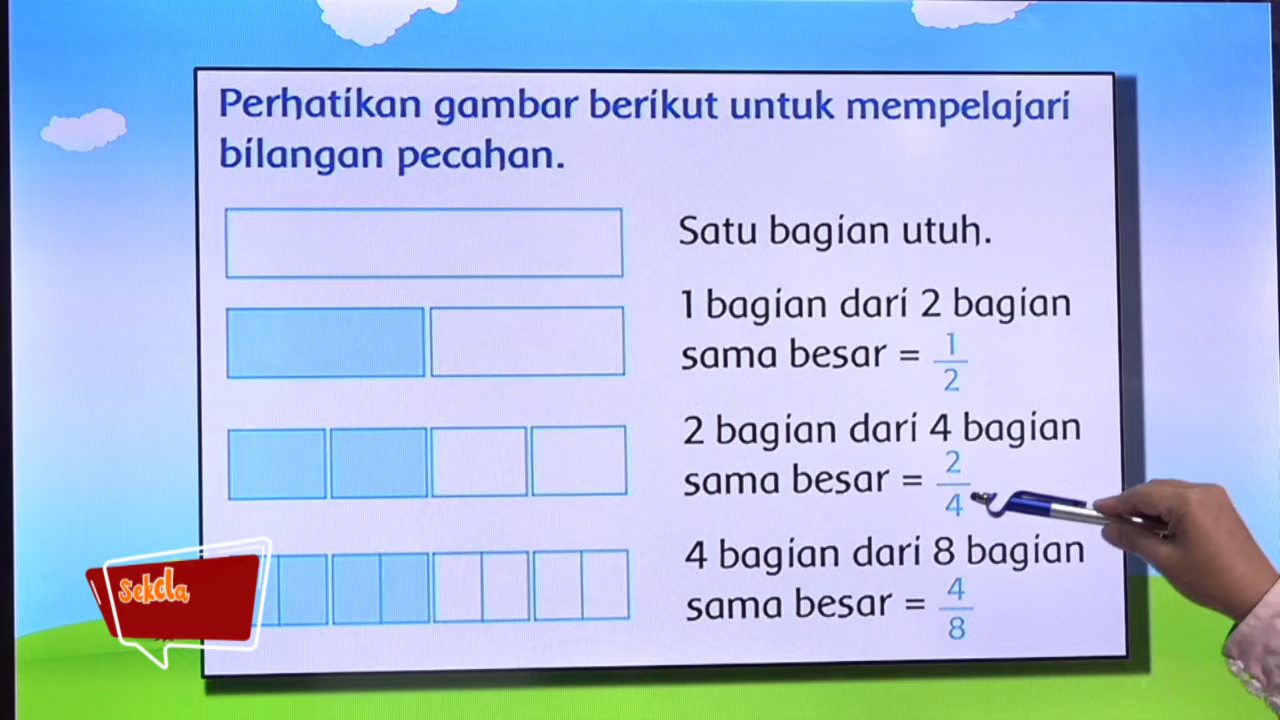 Perhatikan gambar berikut untuk mempelajari
bilangan pecahan.
Satu bagian utuh.
1 bagian dari 2 bagian
sama besar = 1/2
2 bagian dari 4 bagian
sama besar = 2/4
4 bagian dari 8 bagian
sama besar = 4/8
Sekola